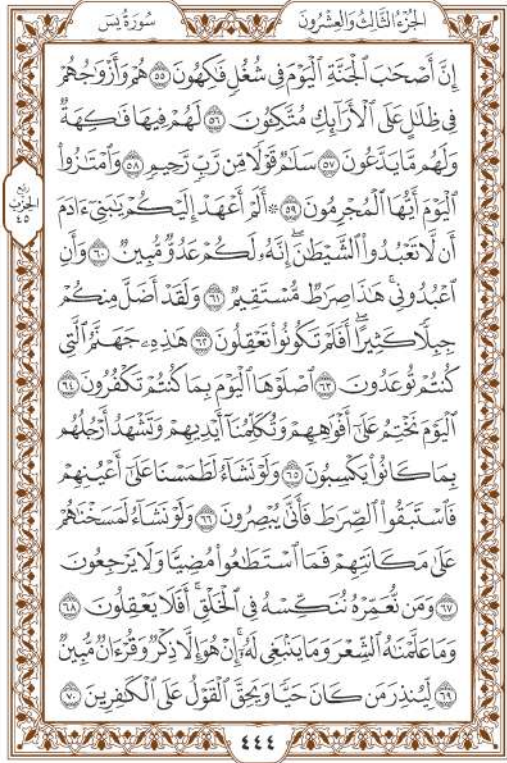 الجُزْءُ الثَّالِثُ وَالعِشْرُونَ
سُورَةُ يسٓ
إِنَّ أَصْحَٰبَ ٱلْجَنَّةِ ٱلْيَوْمَ فِى شُغُلٍ فَٰكِهُونَ ٥٥ هُمْ وَأَزْوَٰجُهُمْ
فِى ظِلَٰلٍ عَلَى ٱلْأَرَآئِكِ مُتَّكِـُٔونَ ٥٦ لَهُمْ فِيهَا فَٰكِهَةٌ
وَلَهُم مَّا يَدَّعُونَ ٥٧ سَلَٰمٌ قَوْلًا مِّن رَّبٍّ رَّحِيمٍ ٥٨ وَٱمْتَٰزُوا۟
ٱلْيَوْمَ أَيُّهَا ٱلْمُجْرِمُونَ ٥٩ ۞ أَلَمْ أَعْهَدْ إِلَيْكُمْ يَٰبَنِىٓ ءَادَمَ
أَن لَّا تَعْبُدُوا۟ ٱلشَّيْطَٰنَ ۖ إِنَّهُۥ لَكُمْ عَدُوٌّ مُّبِينٌ ٦٠ وَأَنِ
ٱعْبُدُونِى ۚ هَٰذَا صِرَٰطٌ مُّسْتَقِيمٌ ٦١ وَلَقَدْ أَضَلَّ مِنكُمْ
جِبِلًّا كَثِيرًا ۖ أَفَلَمْ تَكُونُوا۟ تَعْقِلُونَ ٦٢ هَٰذِهِۦ جَهَنَّمُ ٱلَّتِى
كُنتُمْ تُوعَدُونَ ٦٣ ٱصْلَوْهَا ٱلْيَوْمَ بِمَا كُنتُمْ تَكْفُرُونَ ٦٤
ٱلْيَوْمَ نَخْتِمُ عَلَىٰٓ أَفْوَٰهِهِمْ وَتُكَلِّمُنَآ أَيْدِيهِمْ وَتَشْهَدُ أَرْجُلُهُم
بِمَا كَانُوا۟ يَكْسِبُونَ ٦٥ وَلَوْ نَشَآءُ لَطَمَسْنَا عَلَىٰٓ أَعْيُنِهِمْ
فَٱسْتَبَقُوا۟ ٱلصِّرَٰطَ فَأَنَّىٰ يُبْصِرُونَ ٦٦ وَلَوْ نَشَآءُ لَمَسَخْنَٰهُمْ
عَلَىٰ مَكَانَتِهِمْ فَمَا ٱسْتَطَٰعُوا۟ مُضِيًّا وَلَا يَرْجِعُونَ
٦٧ وَمَن نُّعَمِّرْهُ نُنَكِّسْهُ فِى ٱلْخَلْقِ ۖ أَفَلَا يَعْقِلُونَ ٦٨
وَمَا عَلَّمْنَٰهُ ٱلشِّعْرَ وَمَا يَنۢبَغِى لَهُۥٓ ۚ إِنْ هُوَ إِلَّا ذِكْرٌ وَقُرْءَانٌ مُّبِينٌ
٦٩ لِّيُنذِرَ مَن كَانَ حَيًّا وَيَحِقَّ ٱلْقَوْلُ عَلَى ٱلْكَٰفِرِينَ ٧٠
ربع
الحزب
٤٥
٤٤٤